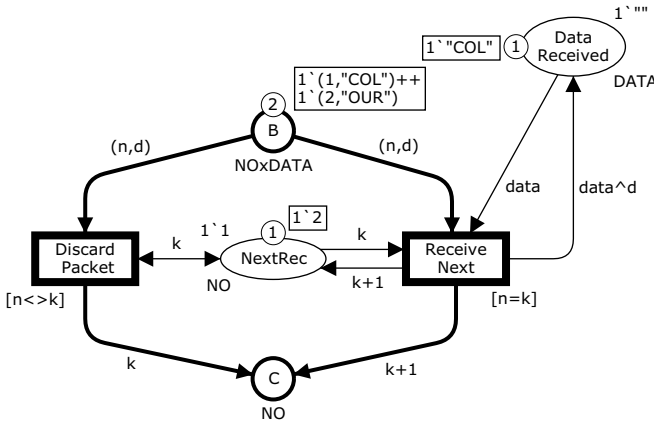 1`""
1`"COL"
1
Data
Received
DATA
1`(1,"COL")++
1`(2,"OUR")
2
B
NOxDATA
(n,d)
(n,d)
data
data^d
Discard
Packet
[n<>k]
k
1`1
1
1`2
NextRec
NO
k
k+1
Receive
Next
[n=k]
k
k+1
C
NO